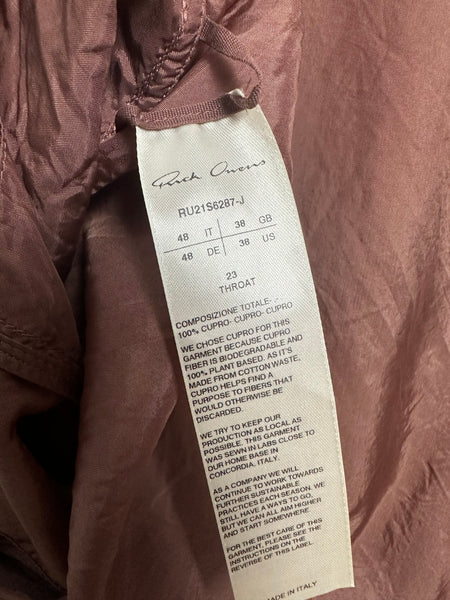 Rick Owens
RU21S6287-J
48 IT 38 GB
48 DE 38 US
23
THROAT
COMPOSIZIONE TOTALE-
100% CUPRO- CUPRO- CUPRO
WE CHOSE CUPRO FOR THIS
GARMENT BECAUSE CUPRO
FIBER IS BIODEGRADABLE AND
100% PLANT BASED. AS IT'S
MADE FROM COTTON WASTE,
CUPRO HELPS FIND A
PURPOSE TO FIBERS THAT
WOULD OTHERWISE BE
DISCARDED.
WE TRY TO KEEP OUR
PRODUCTION AS LOCAL AS
POSSIBLE. THIS GARMENT
WAS SEWN IN LABS CLOSE TO
OUR HOME BASE IN
CONCORDIA, ITALY.
AS A COMPANY WE WILL
CONTINUE TO WORK TOWARDS
FURTHER SUSTAINABLE
PRACTICES EACH SEASON. WE
STILL HAVE A WAYS TO GO,
BUT WE CAN ALL AIM HIGHER
AND START SOMEWHERE
FOR THE BEST CARE OF THIS
GARMENT, PLEASE SEE THE
INSTRUCTIONS ON THE
REVERSE OF THIS LABEL
MADE IN ITALY